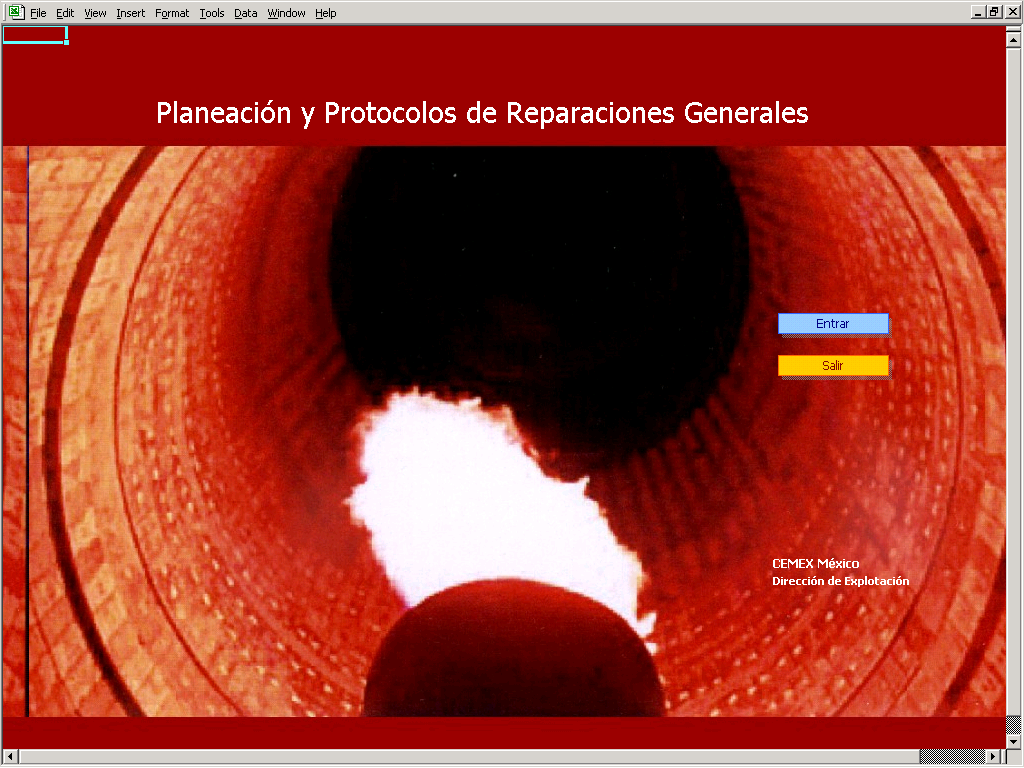 File Edit View Insert Format Tools Data Window Help
Planeación y Protocolos de Reparaciones Generales
Entrar
Salir
CEMEX México
Dirección de Explotación